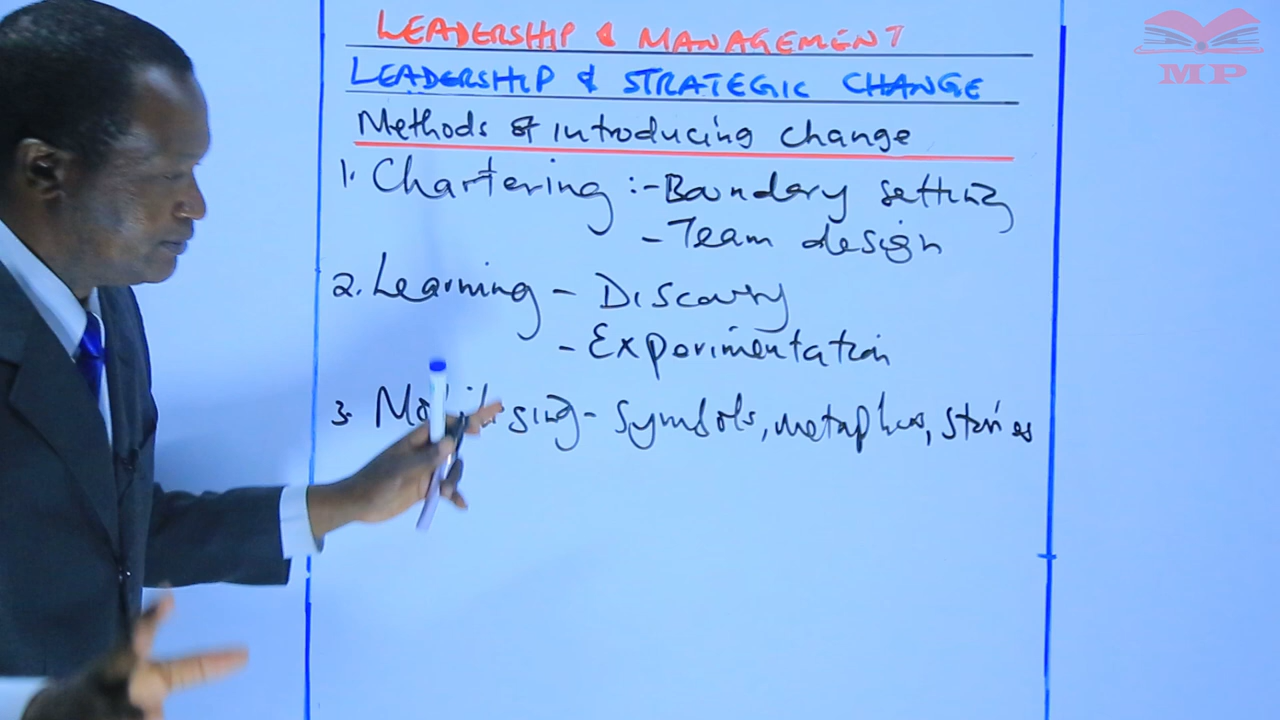 LEADERSHIP & MANAGEMENT
LEADERSHIP & STRATEGIC CHANGE
Methods of introducing change
1. Chartering :- Boundary setting
- Team design
2. Learning - Discovery
- Experimentation
3. Mobilising - Symbols, metaphors, stories
MP